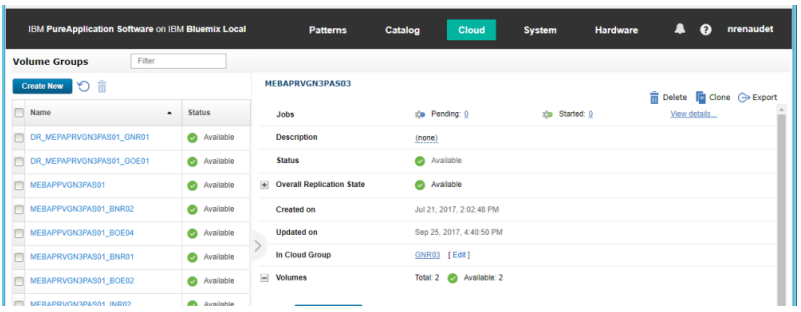 IBM PureApplication Software on IBM Bluemix Local Patterns Catalog Cloud System Hardware nrenaudet
Volume Groups Filter
Create New
Name Status
DR_MEPAPRVGN3PAS01_GNR01 Available
DR_MEPAPRVGN3PAS01_GOE01 Available
MEBAPPVGN3PAS01 Available
MEBAPPVGN3PAS01_BNR02 Available
MEBAPPVGN3PAS01_BOE04 Available
MEBAPRVGN3PAS01_BNR01 Available
MEBAPRVGN3PAS01_BOE02 Available
MEBAPRVGN3PAS01_INR02 Available
MEBAPRVGN3PAS03
Delete Clone Export
Jobs Pending: 0 Started: 0 View details...
Description (none)
Status Available
Overall Replication State Available
Created on Jul 21, 2017, 2:02:48 PM
Updated on Sep 25, 2017, 4:40:50 PM
In Cloud Group GNR03 [ Edit ]
Volumes Total: 2 Available: 2